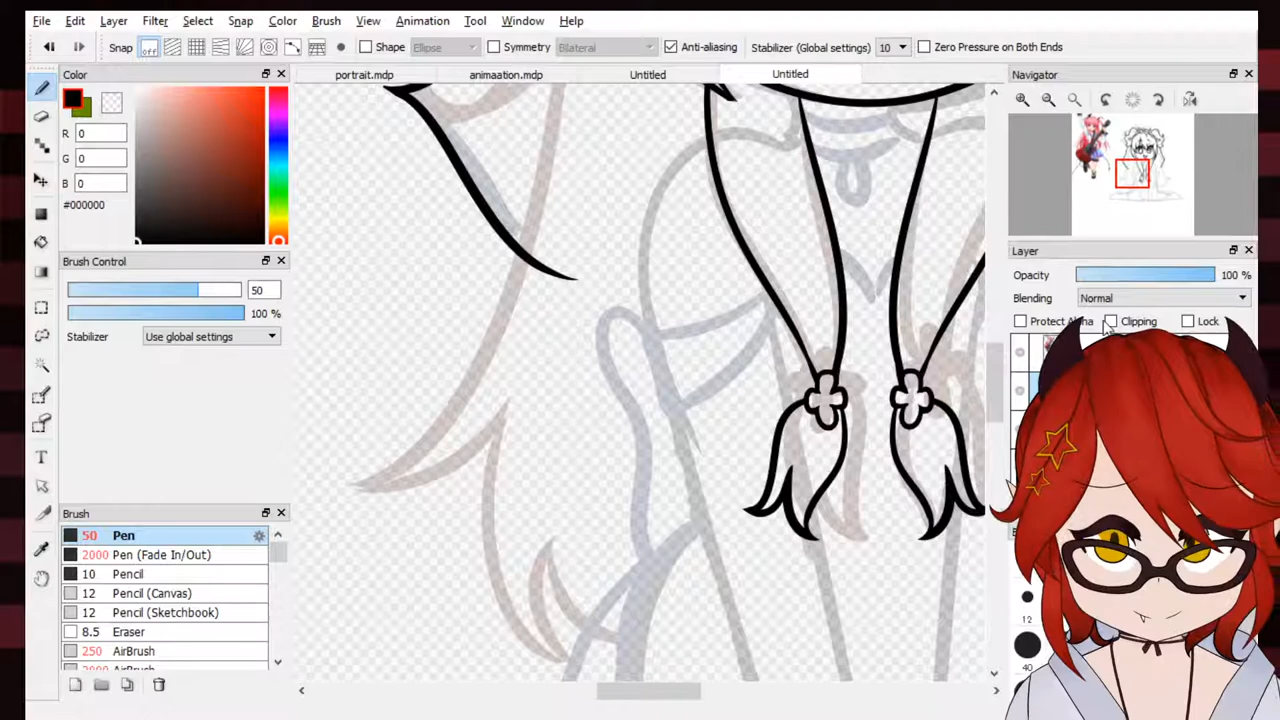 File Edit Layer Filter Select Snap Color Brush View Animation Tool Window Help
Snap off Shape Ellipse Symmetry Bilateral Anti-aliasing Stabilizer (Global settings) 10 Zero Pressure on Both Ends
Color
portrait.mdp animaation.mdp Untitled Untitled
Navigator
R 0
G 0
B 0
#000000
Brush Control
50
100 %
Stabilizer Use global settings
Layer
Opacity 100 %
Blending Normal
Protect Alpha Clipping Lock
Brush
50 Pen
2000 Pen (Fade In/Out)
10 Pencil
12 Pencil (Canvas)
12 Pencil (Sketchbook)
8.5 Eraser
250 AirBrush
AirBrush
12
40